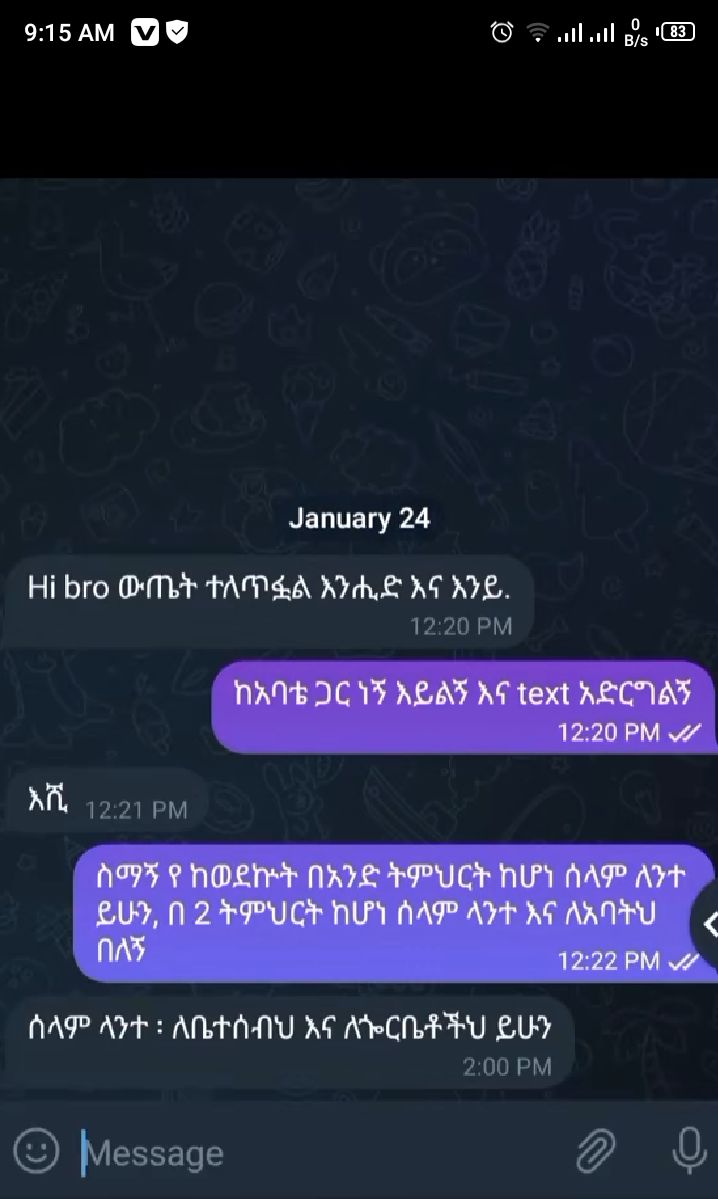 9:15 AM
0
B/s
83
January 24
Hi bro ውጤት ተለጥፏል እንሒድ እና እንይ.
12:20 PM
ከአባቴ ጋር ነኝ እይልኝ እና text አድርግልኝ
12:20 PM
እሺ 12:21 PM
ስማኝ የ ከወደኩት በአንድ ትምህርት ከሆነ ሰላም ለንተ
ይሁን, በ 2 ትምህርት ከሆነ ሰላም ላንተ እና ለአባትህ
በለኝ
12:22 PM
ሰላም ላንተ ፡ ለቤተሰብህ እና ለጐርቤቶችህ ይሁን
2:00 PM
Message